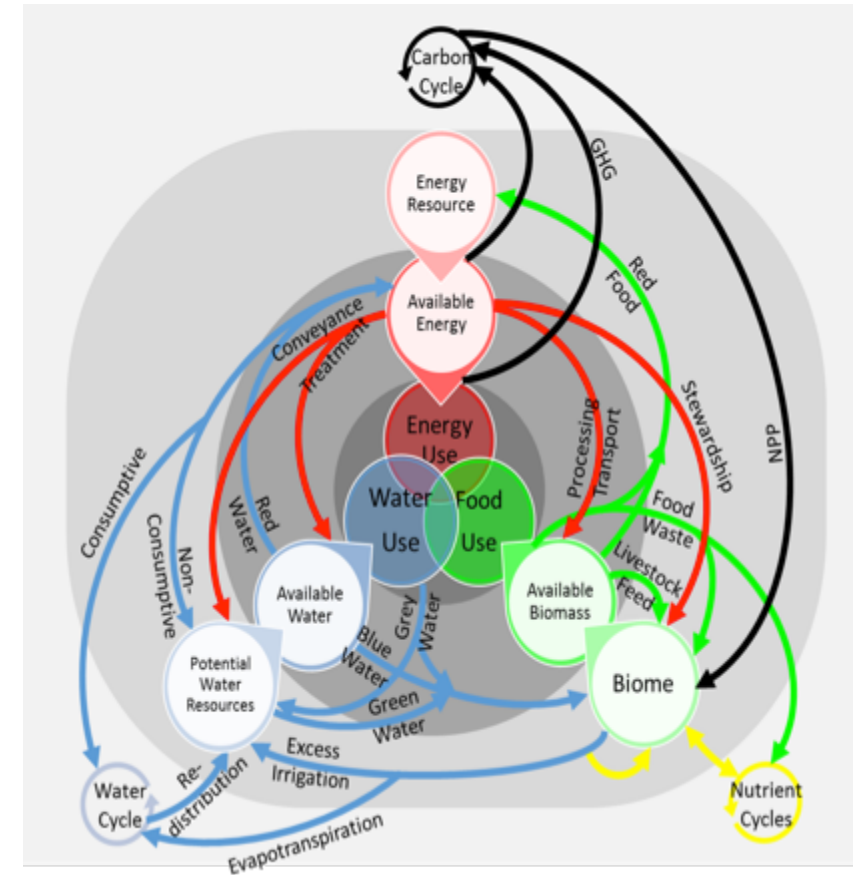 Carbon
Cycle
GHG
Energy
Resource
Red
Food
Available
Energy
Conveyance
Treatment
Stewardship
NPP
Energy
Use
Processing
Transport
Water
Use
Food
Use
Consumptive
Non-
Consumptive
Red
Water
Food
Waste
Livestock
Feed
Available
Water
Grey
Water
Available
Biomass
Blue
Water
Potential
Water
Resources
Green
Water
Biome
Excess
Irrigation
Re-
distribution
Water
Cycle
Evapotranspiration
Nutrient
Cycles